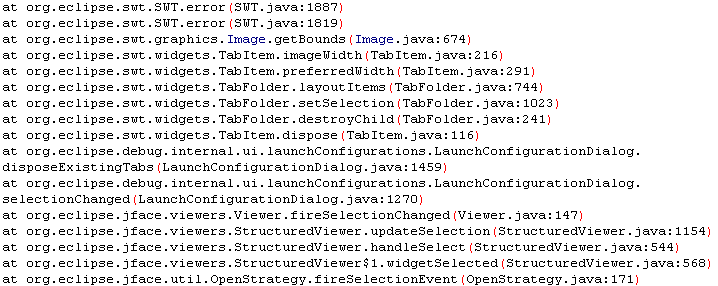 at org.eclipse.swt.SWT.error(SWT.java:1887)
at org.eclipse.swt.SWT.error(SWT.java:1819)
at org.eclipse.swt.graphics.Image.getBounds(Image.java:674)
at org.eclipse.swt.widgets.TabItem.imageWidth(TabItem.java:216)
at org.eclipse.swt.widgets.TabItem.preferredWidth(TabItem.java:291)
at org.eclipse.swt.widgets.TabFolder.layoutItems(TabFolder.java:744)
at org.eclipse.swt.widgets.TabFolder.setSelection(TabFolder.java:1023)
at org.eclipse.swt.widgets.TabFolder.destroyChild(TabFolder.java:241)
at org.eclipse.swt.widgets.TabItem.dispose(TabItem.java:116)
at org.eclipse.debug.internal.ui.launchConfigurations.LaunchConfigurationDialog.
disposeExistingTabs(LaunchConfigurationDialog.java:1459)
at org.eclipse.debug.internal.ui.launchConfigurations.LaunchConfigurationDialog.
selectionChanged(LaunchConfigurationDialog.java:1270)
at org.eclipse.jface.viewers.Viewer.fireSelectionChanged(Viewer.java:147)
at org.eclipse.jface.viewers.StructuredViewer.updateSelection(StructuredViewer.java:1154)
at org.eclipse.jface.viewers.StructuredViewer.handleSelect(StructuredViewer.java:544)
at org.eclipse.jface.viewers.StructuredViewer$1.widgetSelected(StructuredViewer.java:568)
at org.eclipse.jface.util.OpenStrategy.fireSelectionEvent(OpenStrategy.java:171)